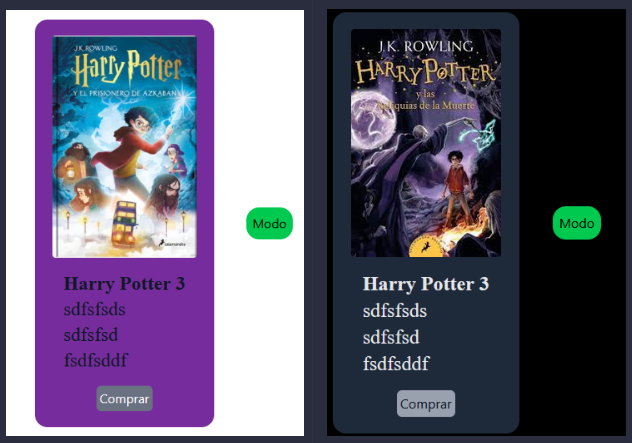 J.K. ROWLING
Harry Potter
Y EL PRISIONERO DE AZKABAN
salamandra
Harry Potter 3
sdfsfsds
sdfsfsd
fsdfsddf
Comprar
Modo
J.K. ROWLING
HARRY POTTER
y las
Reliquias de la Muerte
Harry Potter 3
sdfsfsds
sdfsfsd
fsdfsddf
Comprar
Modo